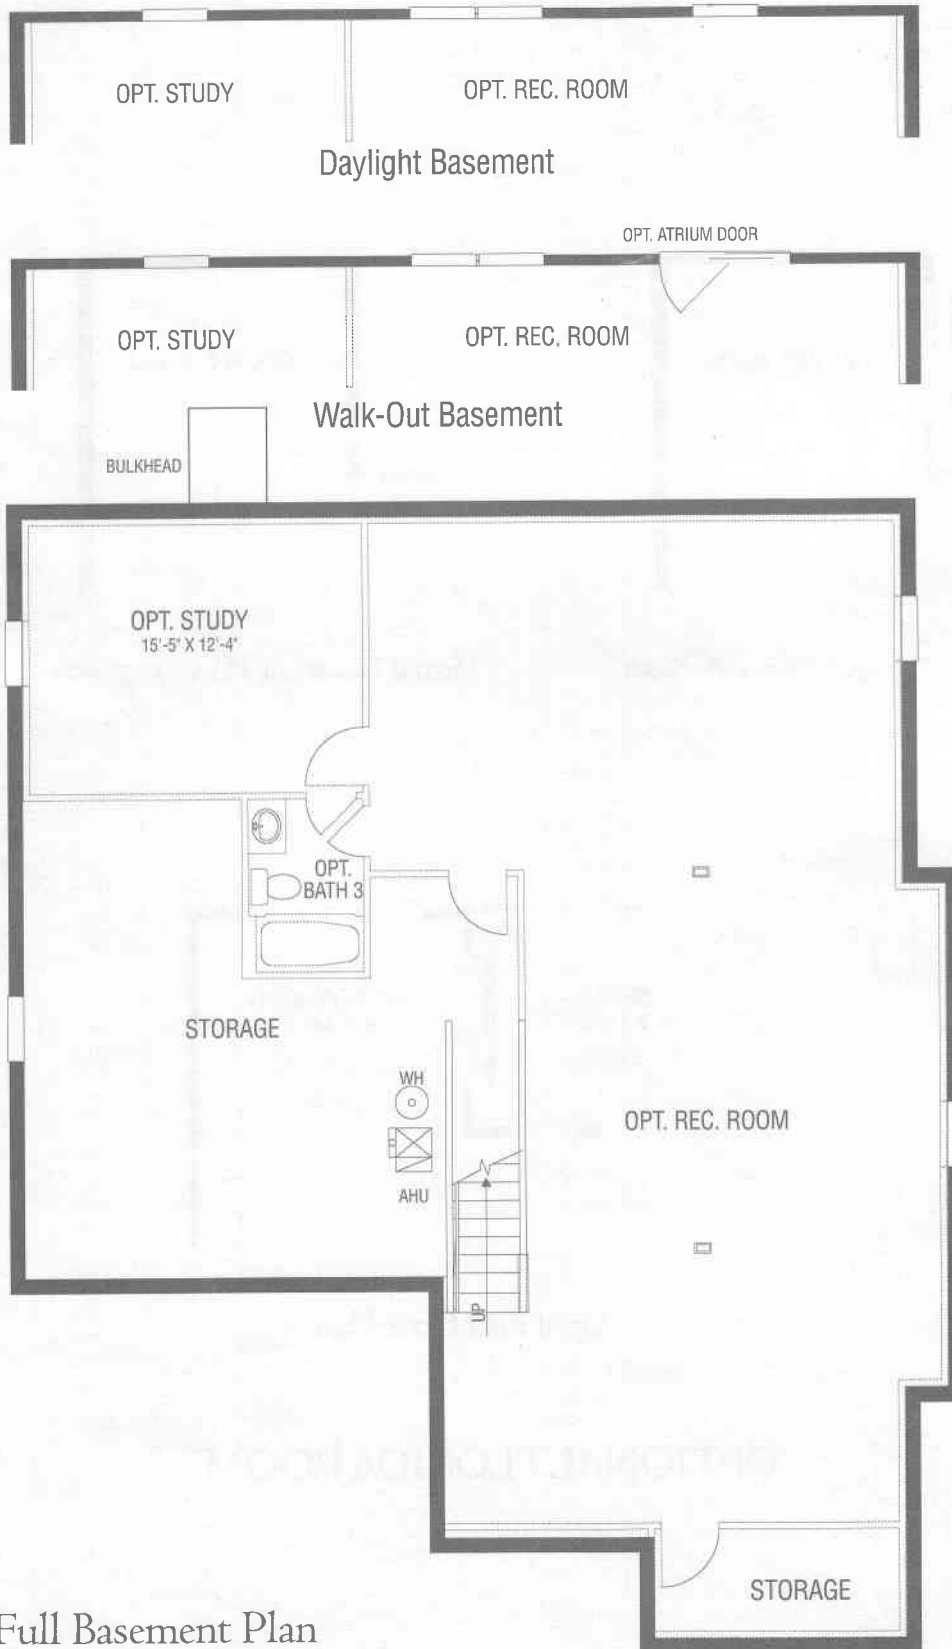 OPT. STUDY
OPT. REC. ROOM
Daylight Basement
OPT. ATRIUM DOOR
OPT. STUDY
OPT. REC. ROOM
Walk-Out Basement
BULKHEAD
OPT. STUDY
15'-5" X 12'-4"
OPT.
BATH 3
STORAGE
WH
AHU
UP
OPT. REC. ROOM
STORAGE
Full Basement Plan